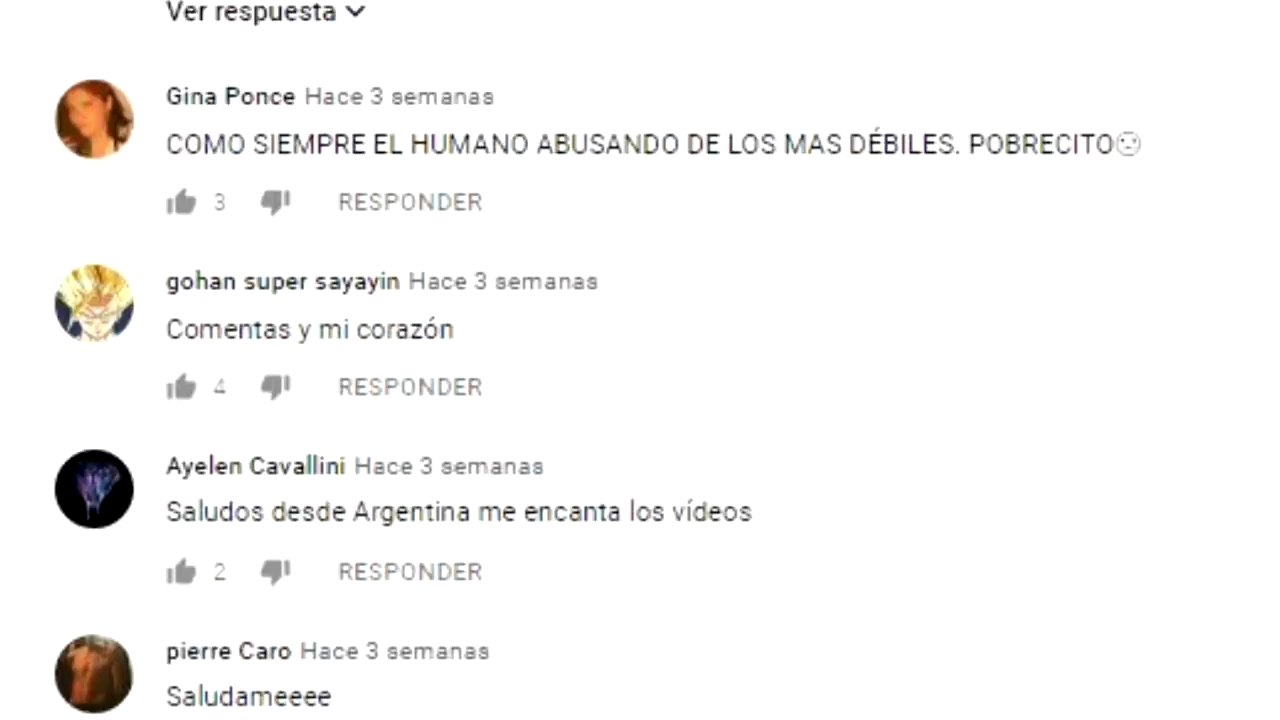 Ver respuesta
Gina Ponce Hace 3 semanas
COMO SIEMPRE EL HUMANO ABUSANDO DE LOS MAS DÉBILES. POBRECITO
3 RESPONDER
gohan super sayayin Hace 3 semanas
Comentas y mi corazón
4 RESPONDER
Ayelen Cavallini Hace 3 semanas
Saludos desde Argentina me encanta los vídeos
2 RESPONDER
pierre Caro Hace 3 semanas
Saludameeee